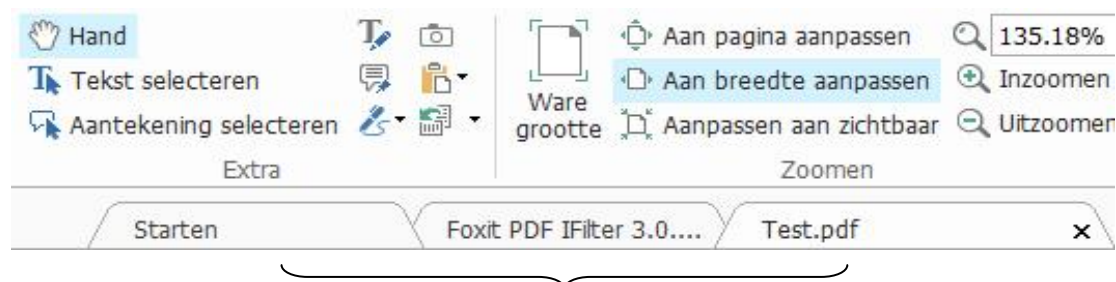 Hand
Tekst selecteren
Aantekening selecteren
Extra
Ware
grootte
Aan pagina aanpassen
Aan breedte aanpassen
Aanpassen aan zichtbaar
135.18%
Inzoomen
Uitzoomen
Zoomen
Starten
Foxit PDF IFilter 3.0....
Test.pdf